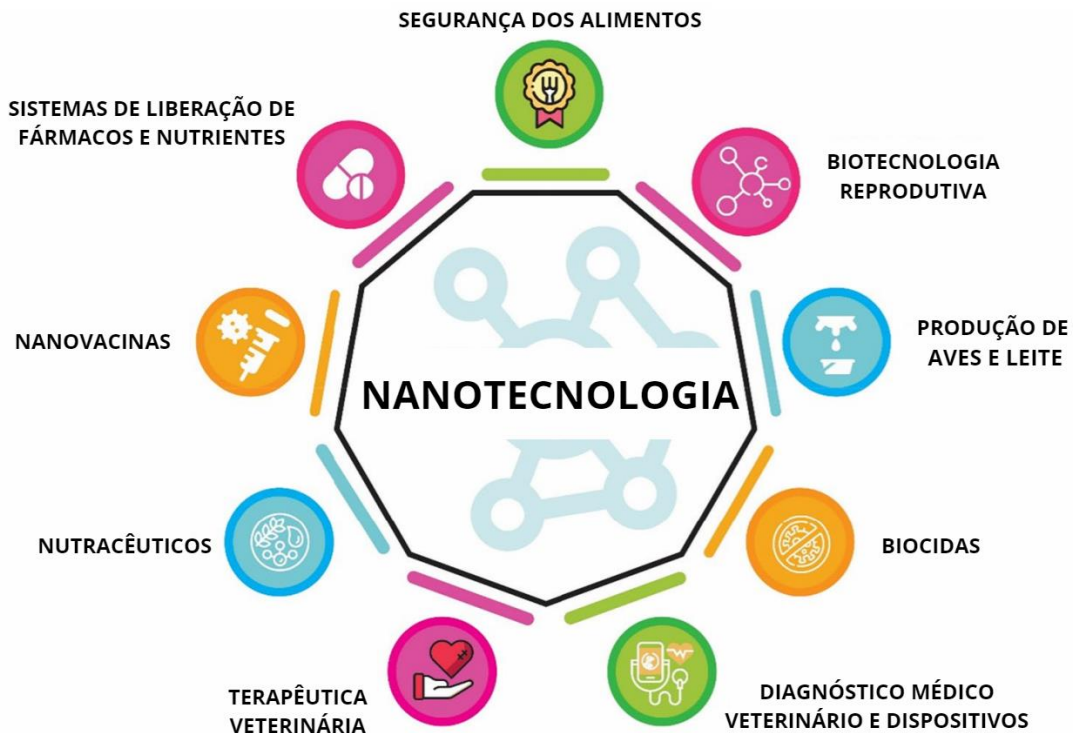 SEGURANÇA DOS ALIMENTOS
SISTEMAS DE LIBERAÇÃO DE
FÁRMACOS E NUTRIENTES
BIOTECNOLOGIA
REPRODUTIVA
NANOVACINAS
PRODUÇÃO DE
AVES E LEITE
NANOTECNOLOGIA
NUTRACÊUTICOS
BIOCIDAS
TERAPÊUTICA
VETERINÁRIA
DIAGNÓSTICO MÉDICO
VETERINÁRIO E DISPOSITIVOS